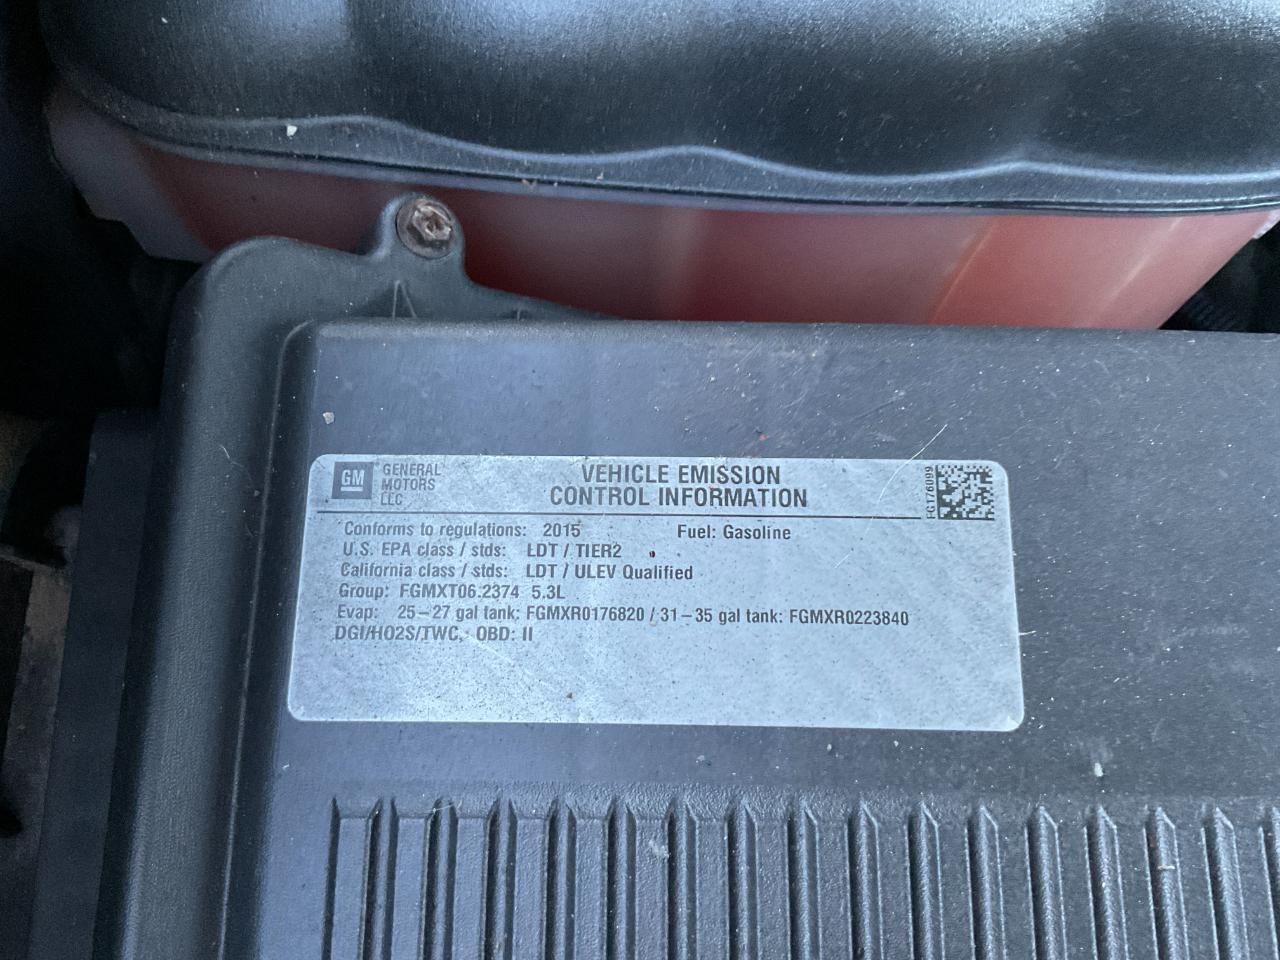 GM GENERAL MOTORS LLC
VEHICLE EMISSION
CONTROL INFORMATION
FGT76099
Conforms to regulations: 2015 Fuel: Gasoline
U.S. EPA class / stds: LDT / TIER2
California class / stds: LDT / ULEV Qualified
Group: FGMXT06.2374 5.3L
Evap: 25–27 gal tank: FGMXR0176820 / 31–35 gal tank: FGMXR0223840
DGI/HO2S/TWC, OBD: II